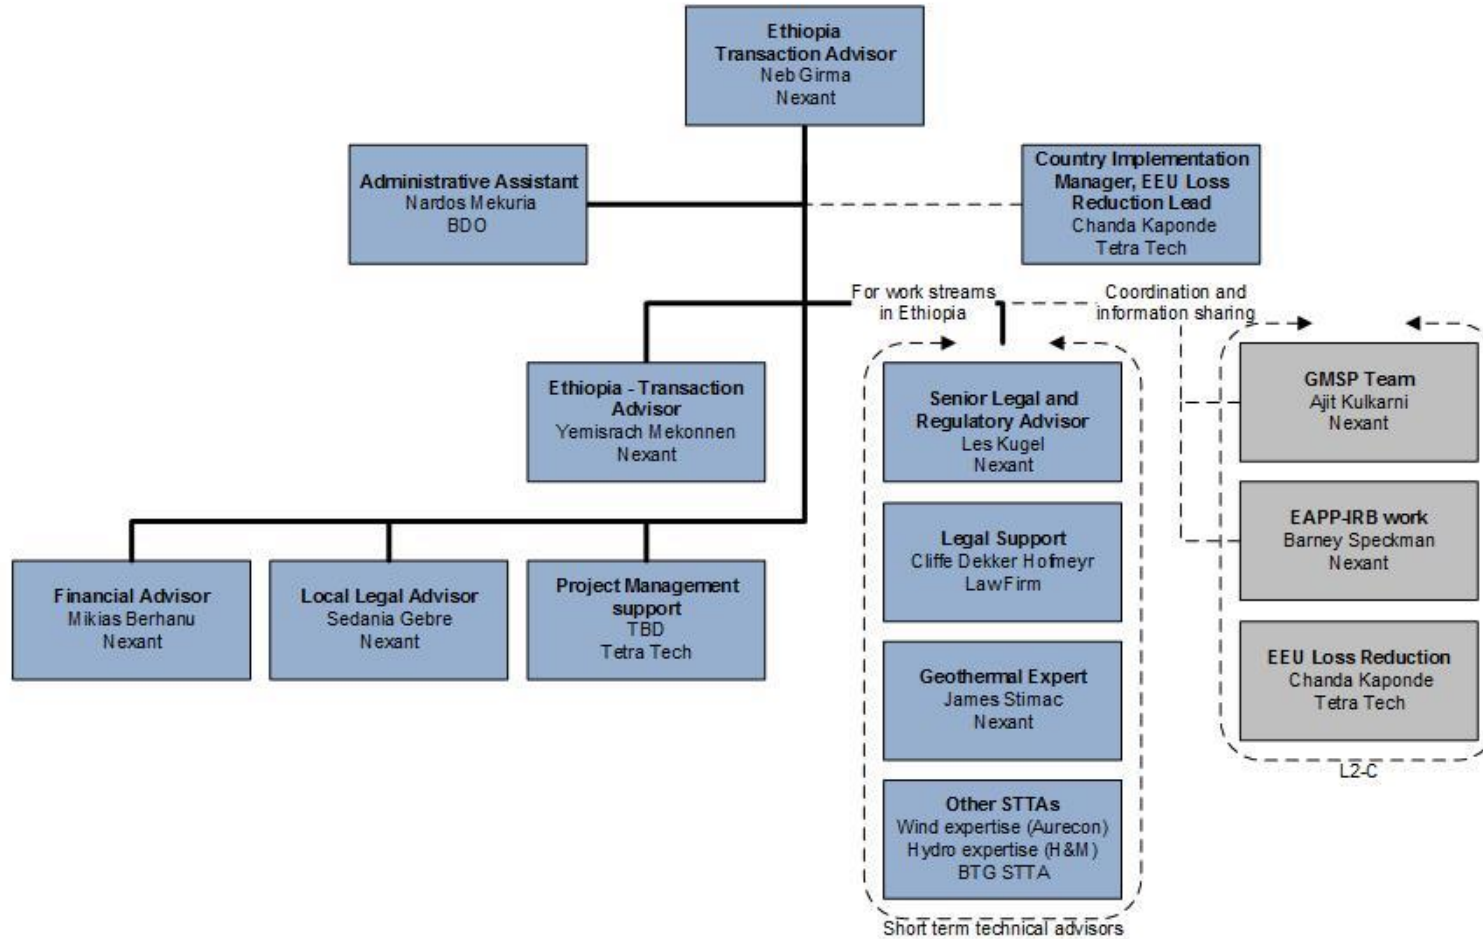 Ethiopia
Transaction Advisor
Neb Girma
Nexant
Administrative Assistant
Nardos Mekuria
BDO
Country Implementation
Manager, EEU Loss
Reduction Lead
Chanda Kaponde
Tetra Tech
For work streams
in Ethiopia
Coordination and
information sharing
Ethiopia - Transaction
Advisor
Yemisrach Mekonnen
Nexant
Senior Legal and
Regulatory Advisor
Les Kugel
Nexant
GMSP Team
Ajit Kulkarni
Nexant
Legal Support
Cliffe Dekker Hofmeyr
Law Firm
EAPP-IRB work
Barney Speckman
Nexant
Financial Advisor
Mikias Berhanu
Nexant
Local Legal Advisor
Sedania Gebre
Nexant
Project Management
support
TBD
Tetra Tech
Geothermal Expert
James Stimac
Nexant
EEU Loss Reduction
Chanda Kaponde
Tetra Tech
L2-C
Other STTAs
Wind expertise (Aurecon)
Hydro expertise (H&M)
BTG STTA
Short term technical advisors